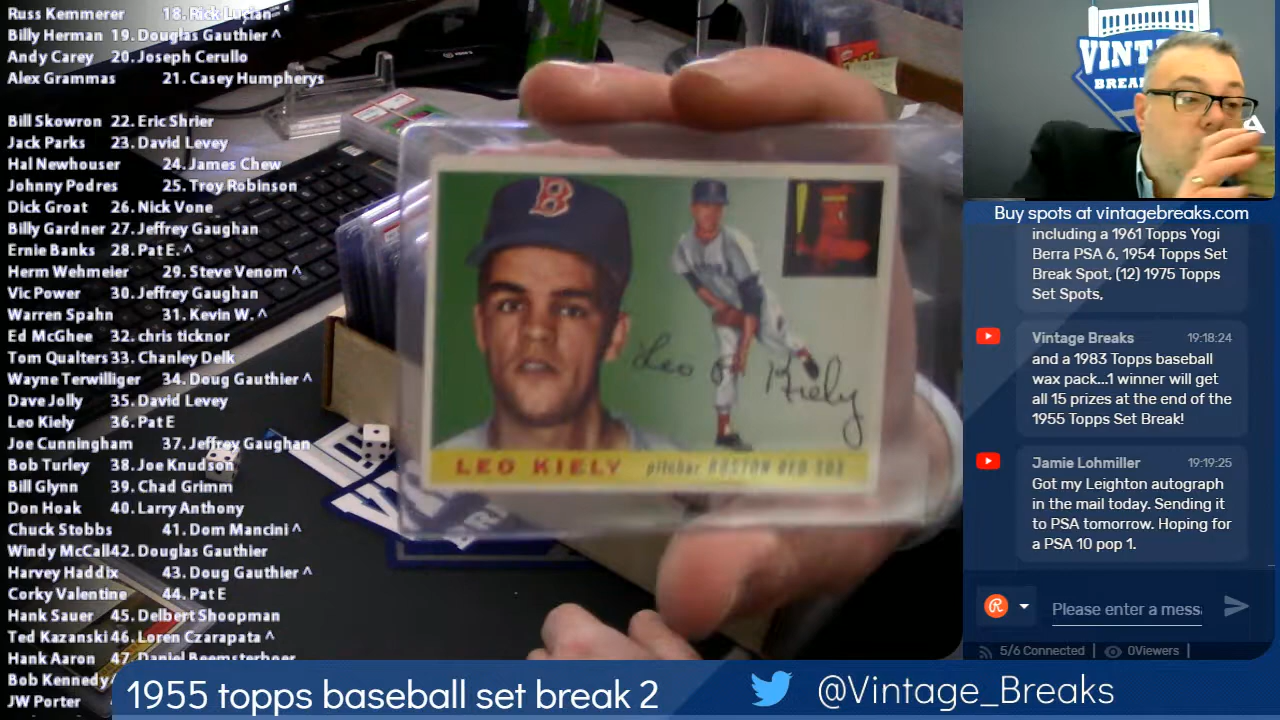 Russ Kemmerer 18. Rick Lucian
Billy Herman 19. Douglas Gauthier ^
Andy Carey 20. Joseph Cerullo
Alex Grammas 21. Casey Humpherys
Bill Skowron 22. Eric Shrier
Jack Parks 23. David Levey
Hal Newhouser 24. James Chew
Johnny Podres 25. Troy Robinson
Dick Groat 26. Nick Vone
Billy Gardner 27. Jeffrey Gaughan
Ernie Banks 28. Pat E. ^
Herm Wehmeier 29. Steve Venom ^
Vic Power 30. Jeffrey Gaughan
Warren Spahn 31. Kevin W. ^
Ed McGhee 32. chris ticknor
Tom Qualters 33. Chanley Delk
Wayne Terwilliger 34. Doug Gauthier ^
Dave Jolly 35. David Levey
Leo Kiely 36. Pat E
Joe Cunningham 37. Jeffrey Gaughan
Bob Turley 38. Joe Knudson
Bill Glynn 39. Chad Grimm
Don Hoak 40. Larry Anthony
Chuck Stobbs 41. Dom Mancini ^
Windy McCall 42. Douglas Gauthier
Harvey Haddix 43. Doug Gauthier ^
Corky Valentine 44. Pat E
Hank Sauer 45. Delbert Shoopman
Ted Kazanski 46. Loren Czarapata ^
Hank Aaron 47. Daniel Beemsterboer
Bob Kennedy
JW Porter
B
Leo Kiely
LEO KIELY pitcher BOSTON RED SOX
VINTAGE
BREA
Buy spots at vintagebreaks.com
including a 1961 Topps Yogi
Berra PSA 6, 1954 Topps Set
Break Spot, (12) 1975 Topps
Set Spots,
Vintage Breaks 19:18:24
and a 1983 Topps baseball
wax pack...1 winner will get
all 15 prizes at the end of the
1955 Topps Set Break!
Jamie Lohmiller 19:19:25
Got my Leighton autograph
in the mail today. Sending it
to PSA tomorrow. Hoping for
a PSA 10 pop 1.
Please enter a messa
5/6 Connected | 0Viewers |
1955 topps baseball set break 2
@Vintage_Breaks